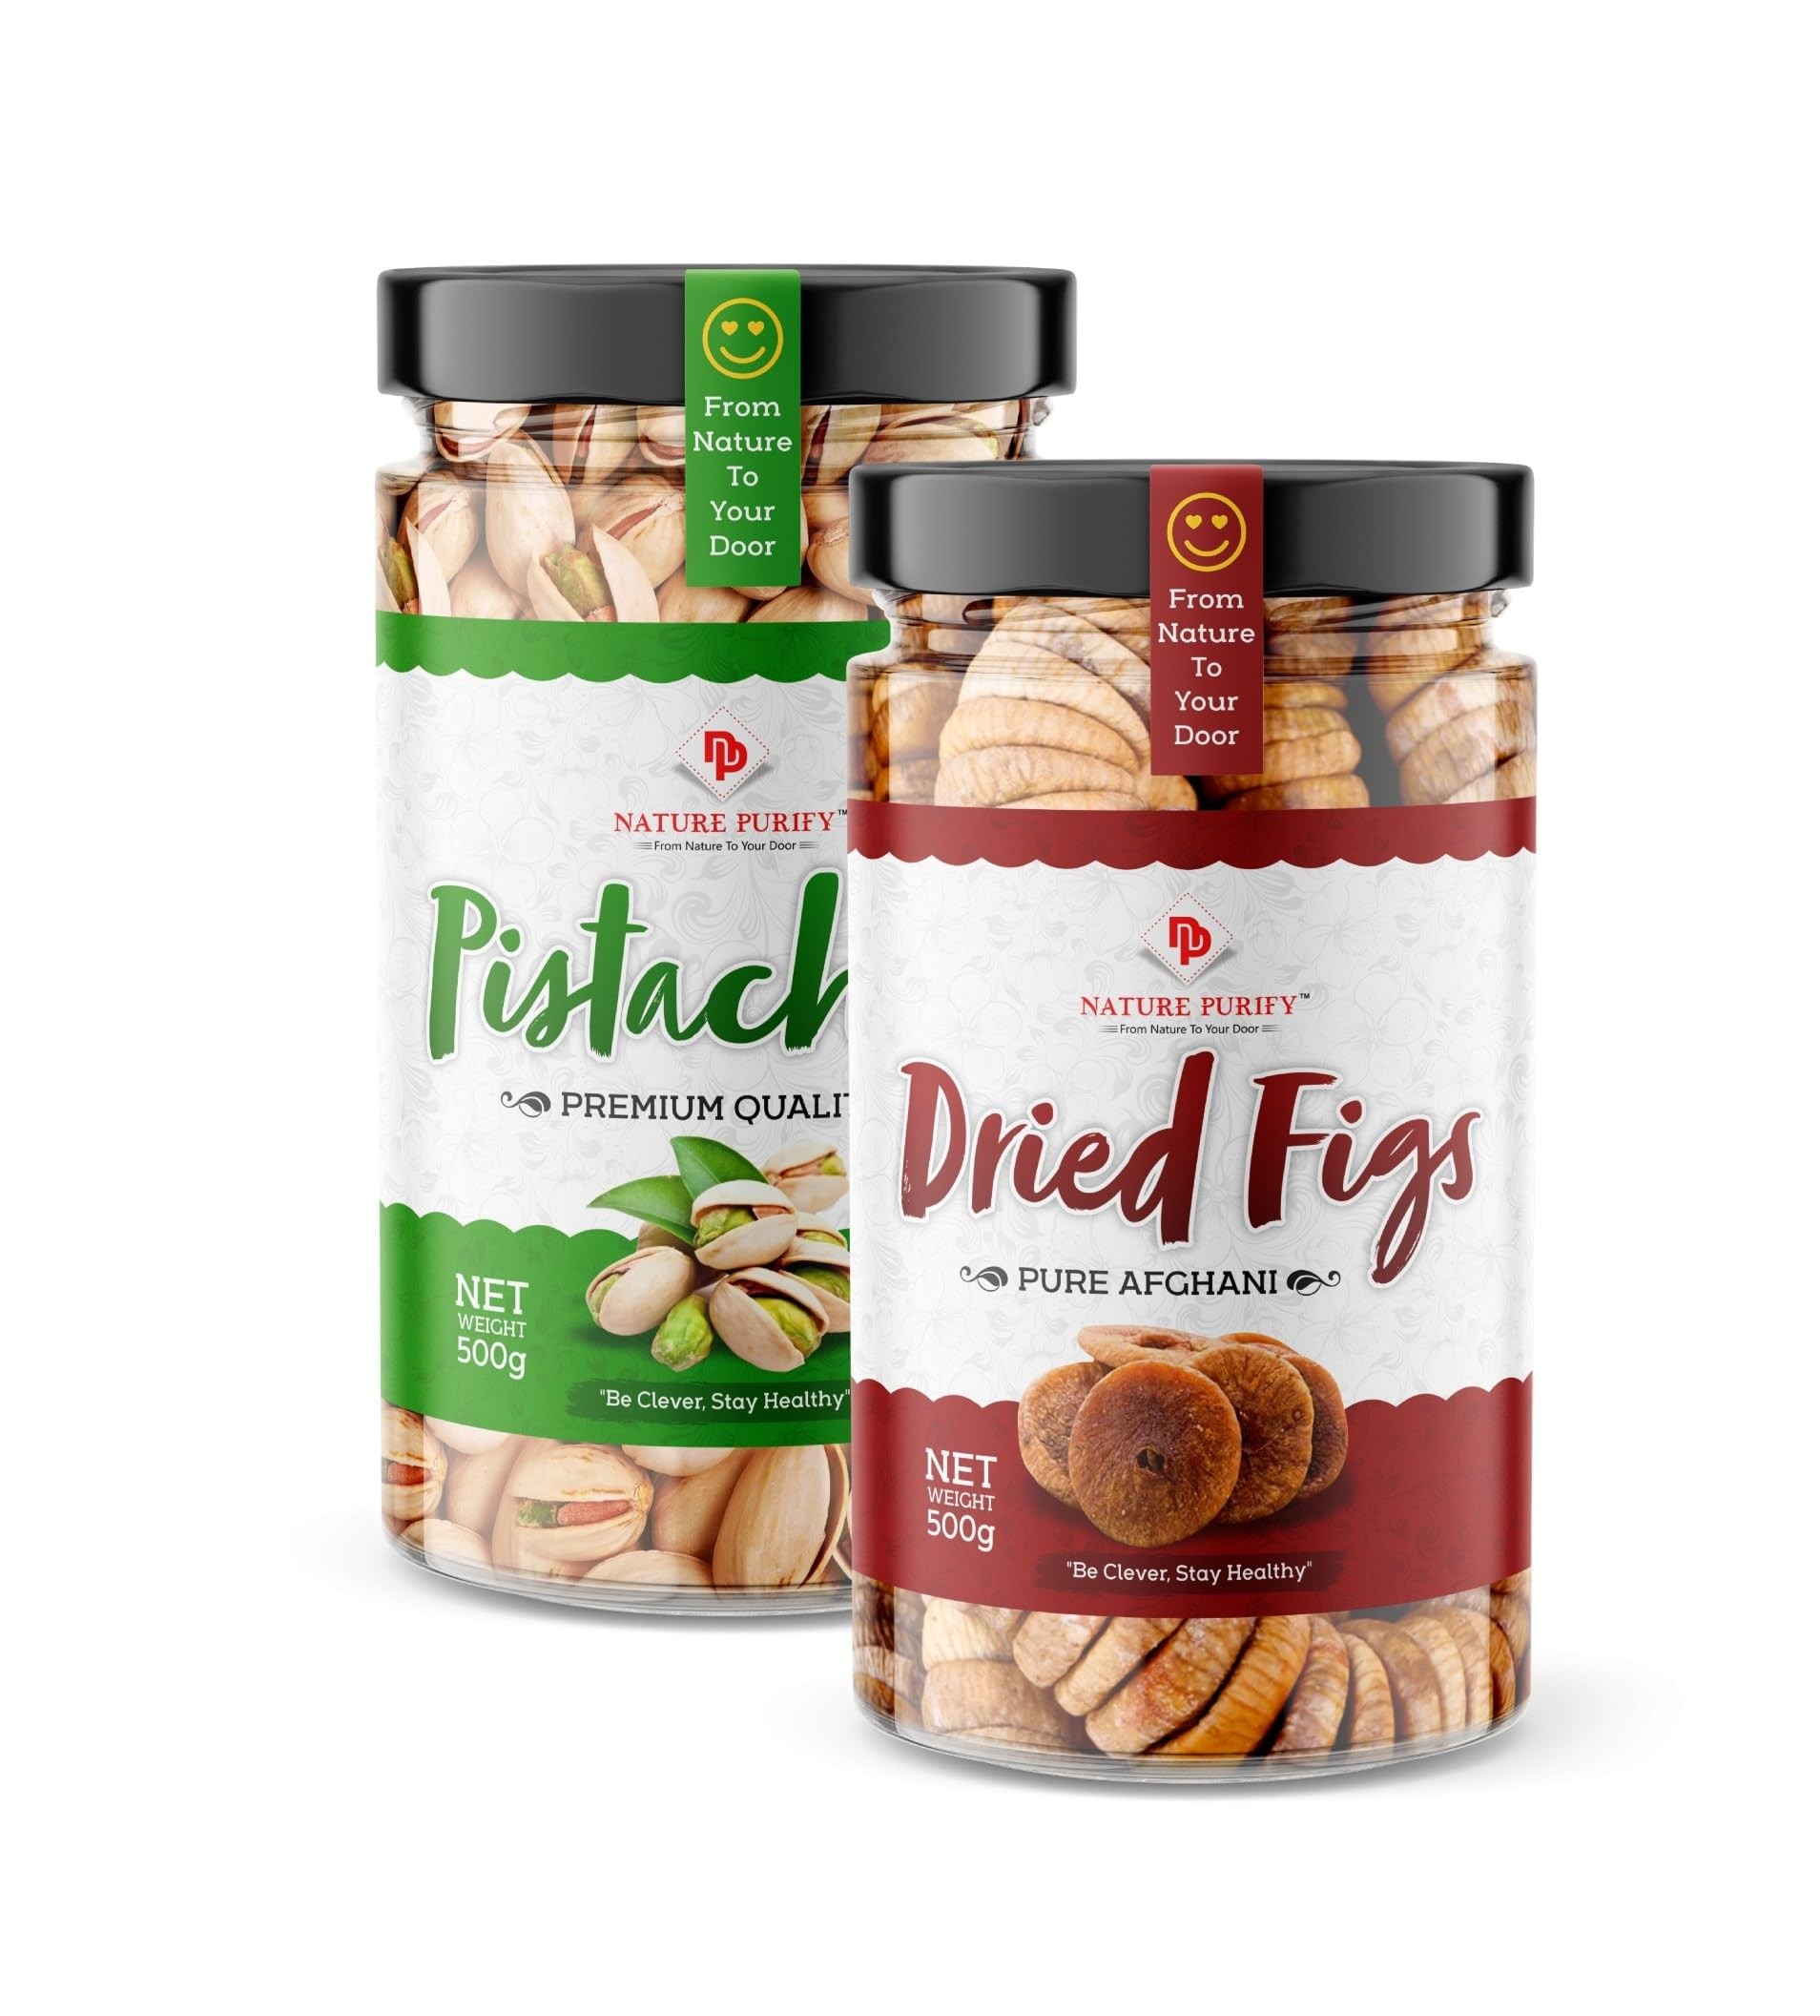 From
Nature
To
Your
Door
NATURE PURIFY™
From Nature To Your Door
Pistach
PREMIUM QUALIT
NET
WEIGHT
500g
"Be Clever, Stay Healthy"
From
Nature
To
Your
Door
NATURE PURIFY™
From Nature To Your Door
Dried Figs
PURE AFGHANI
NET
WEIGHT
500g
"Be Clever, Stay Healthy"